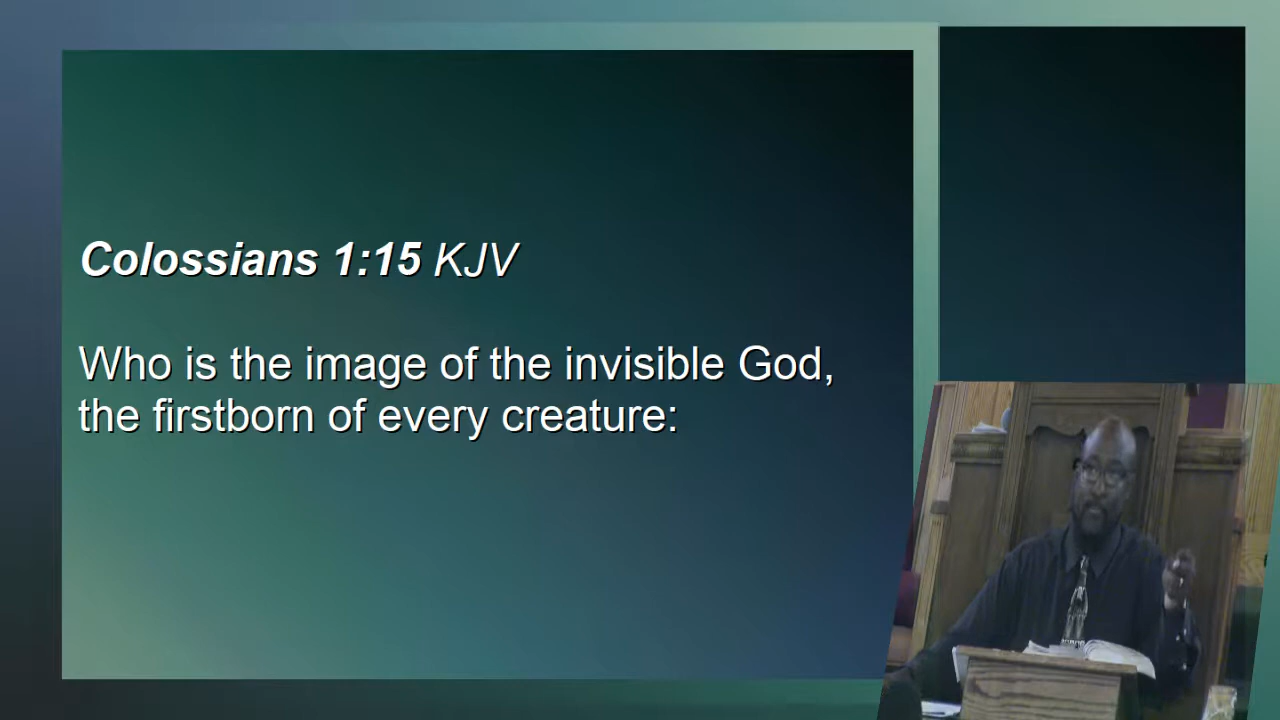 Colossians 1:15 KJV
Who is the image of the invisible God,
the firstborn of every creature: